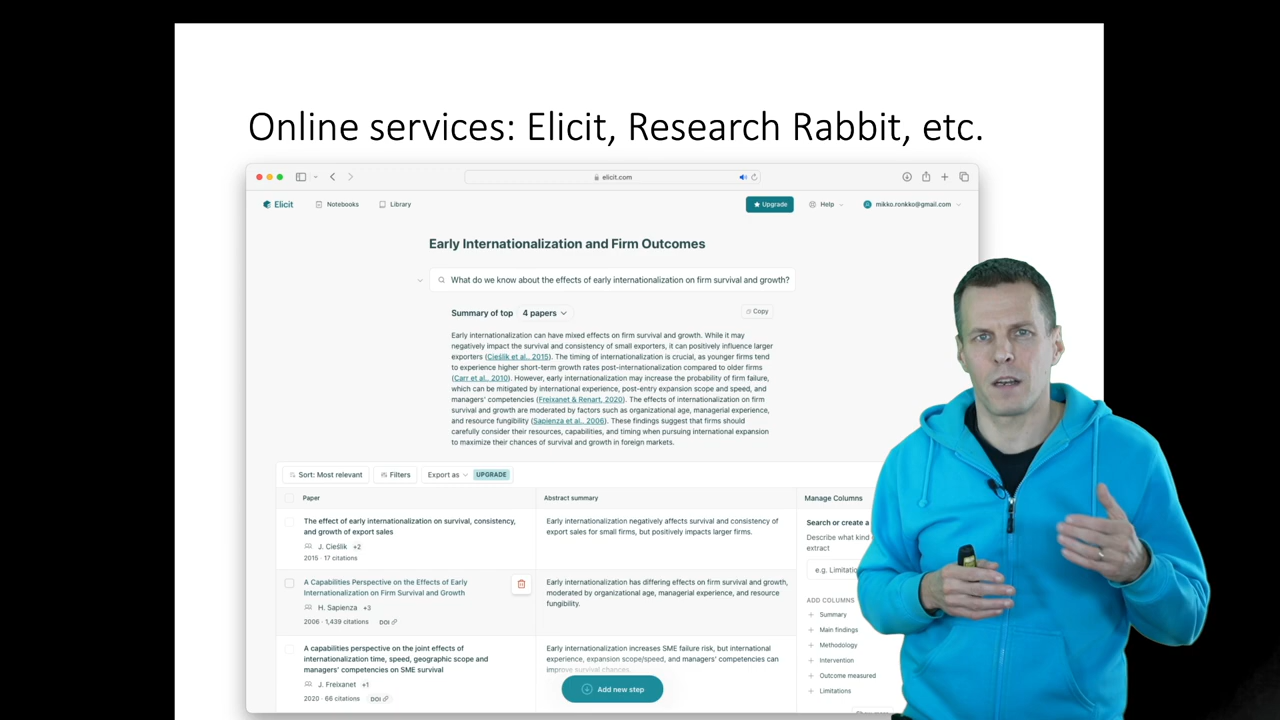 Online services: Elicit, Research Rabbit, etc.
elicit.com
Elicit
Notebooks
Library
Upgrade
Help
mikko.ronkko@gmail.com
Early Internationalization and Firm Outcomes
What do we know about the effects of early internationalization on firm survival and growth?
Summary of top 4 papers
Copy
Early internationalization can have mixed effects on firm survival and growth. While it may
negatively impact the survival and consistency of small exporters, it can positively influence larger
exporters (Cieślik et al., 2015). The timing of internationalization is crucial, as younger firms tend
to experience higher short-term growth rates post-internationalization compared to older firms
(Carr et al., 2010). However, early internationalization may increase the probability of firm failure,
which can be mitigated by international experience, post-entry expansion scope and speed, and
managers' competencies (Freixanet & Renart, 2020). The effects of internationalization on firm
survival and growth are moderated by factors such as organizational age, managerial experience,
and resource fungibility (Sapienza et al., 2006). These findings suggest that firms should
carefully consider their resources, capabilities, and timing when pursuing international expansion
to maximize their chances of survival and growth in foreign markets.
Sort: Most relevant
Filters
Export as
UPGRADE
Paper
Abstract summary
Manage Columns
The effect of early internationalization on survival, consistency,
and growth of export sales
J. Cieślik +2
2015 · 17 citations
Early internationalization negatively affects survival and consistency of
export sales for small firms, but positively impacts larger firms.
A Capabilities Perspective on the Effects of Early
Internationalization on Firm Survival and Growth
H. Sapienza +3
2006 · 1,439 citations DOI
Early internationalization has differing effects on firm survival and growth,
moderated by organizational age, managerial experience, and resource
fungibility.
A capabilities perspective on the joint effects of
internationalization time, speed, geographic scope and
managers' competencies on SME survival
J. Freixanet +1
2020 · 66 citations DOI
Early internationalization increases SME failure risk, but international
experience, expansion scope/speed, and managers' competencies can
improve survival chances.
Add new step
Search or create a
Describe what kind
extract
e.g. Limitatio
ADD COLUMNS
Summary
Main findings
Methodology
Intervention
Outcome measured
Limitations